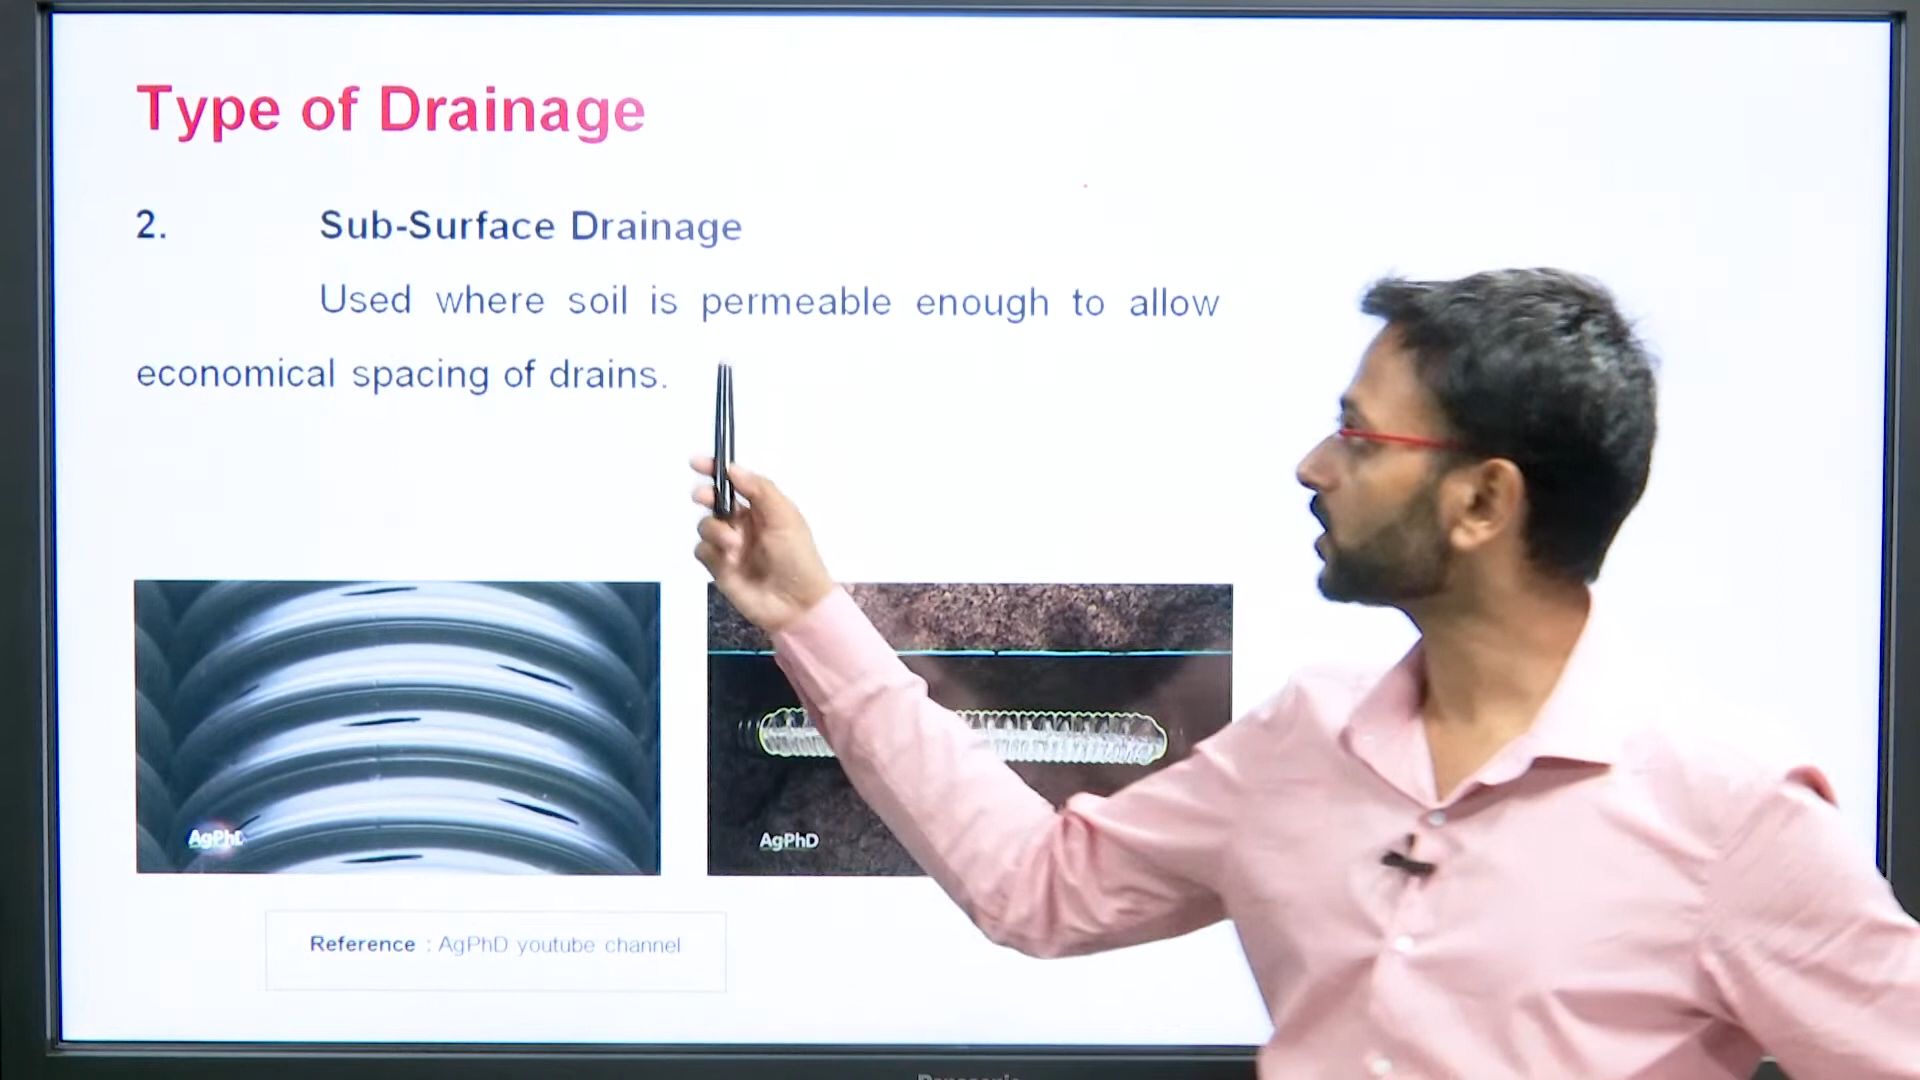 Type of Drainage
2. Sub-Surface Drainage
Used where soil is permeable enough to allow
economical spacing of drains.
AgPhD
AgPhD
Reference : AgPhD youtube channel
Panasonic